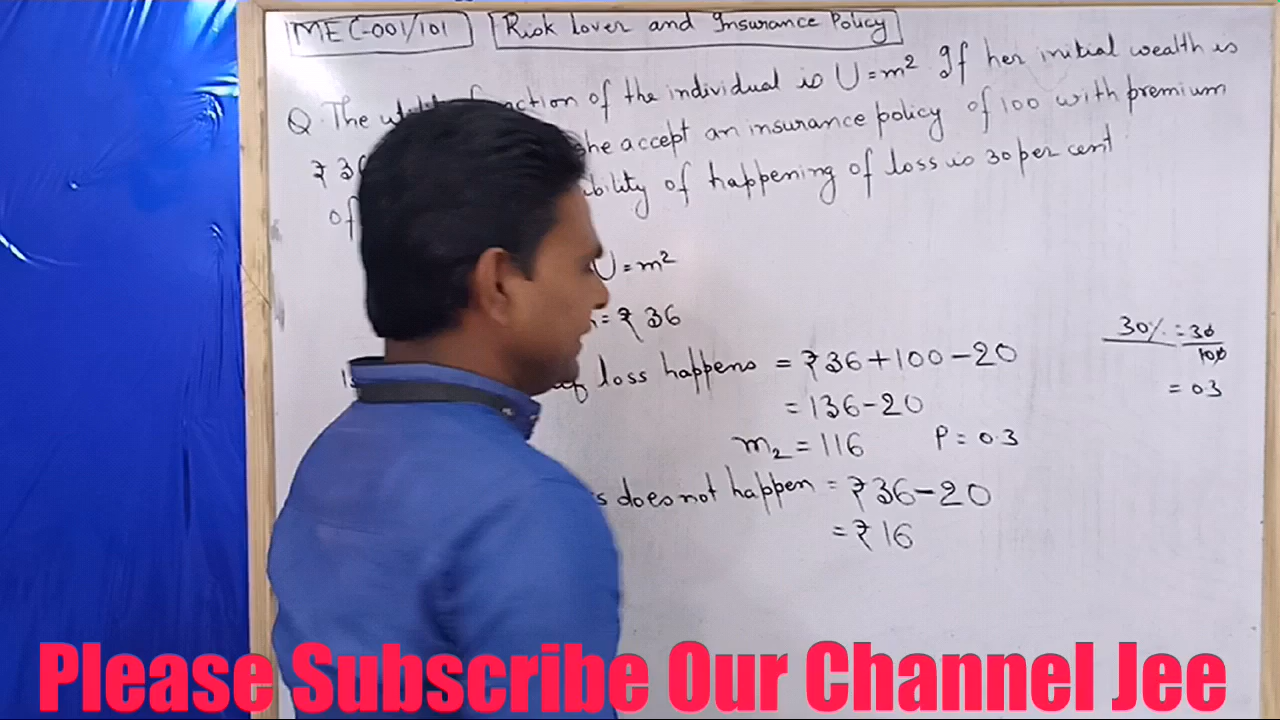 MEC-001/101 Risk Lover and Insurance Policy
Q. The function of the individual is U = m². If her initial wealth is
₹ 36 she accept an insurance policy of 100 with premium
of of happening of loss is 30 per cent
U = m²
= ₹ 36
if loss happens = ₹36 + 100 - 20
= 136 - 20
m₂ = 116 P = 0.3
does not happen = ₹36 - 20
= ₹ 16
30% = 30
100
= 0.3
Please Subscribe Our Channel Jee